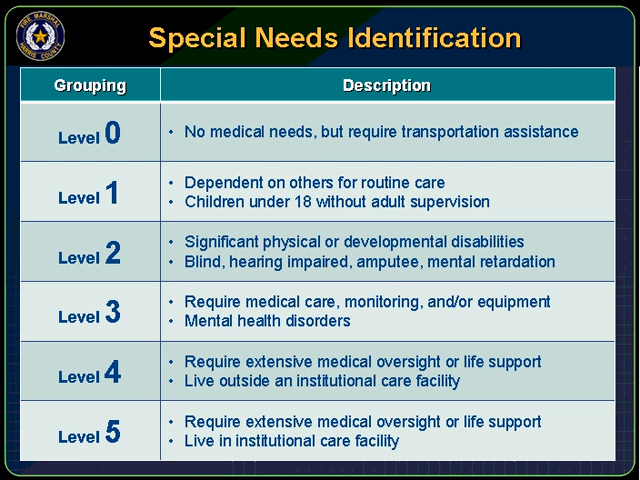 FIRE MARSHAL
HARRIS COUNTY
Special Needs Identification
Grouping
Description
Level 0
• No medical needs, but require transportation assistance
Level 1
• Dependent on others for routine care
• Children under 18 without adult supervision
Level 2
• Significant physical or developmental disabilities
• Blind, hearing impaired, amputee, mental retardation
Level 3
• Require medical care, monitoring, and/or equipment
• Mental health disorders
Level 4
• Require extensive medical oversight or life support
• Live outside an institutional care facility
Level 5
• Require extensive medical oversight or life support
• Live in institutional care facility